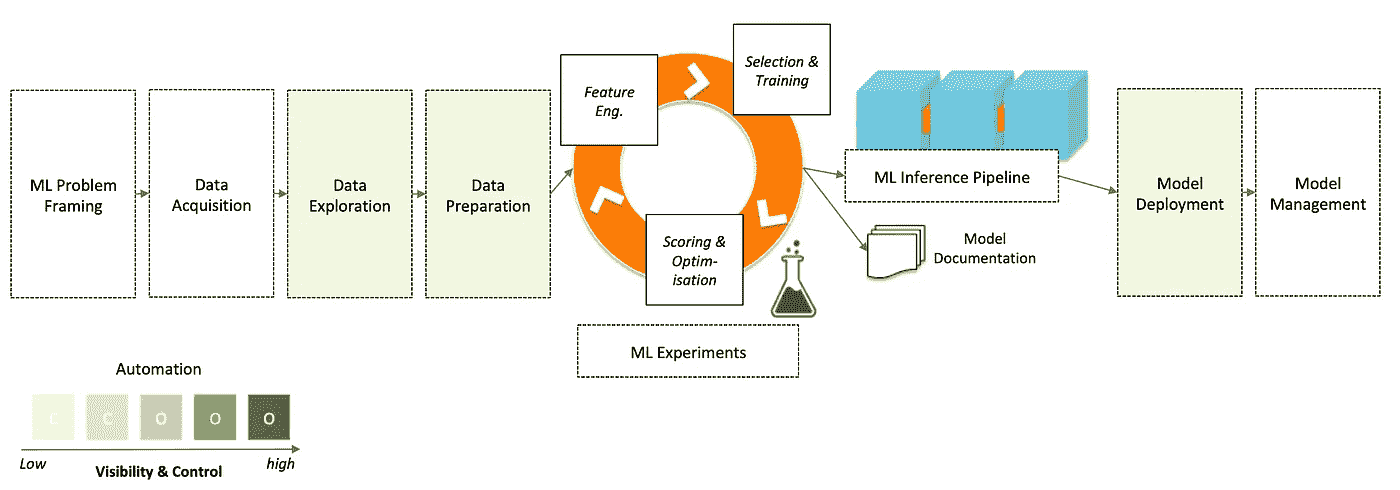 ML Problem
Framing
Data
Acquisition
Data
Exploration
Data
Preparation
Feature
Eng.
Selection &
Training
Scoring &
Optim-
isation
ML Experiments
ML Inference Pipeline
Model
Documentation
Model
Deployment
Model
Management
Automation
C C O O O
Low
high
Visibility & Control